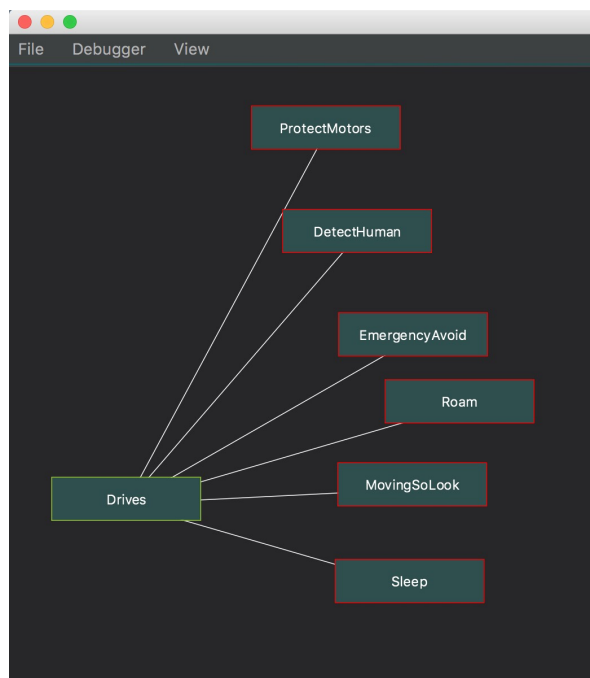 File Debugger View
ProtectMotors
DetectHuman
EmergencyAvoid
Roam
MovingSoLook
Drives
Sleep